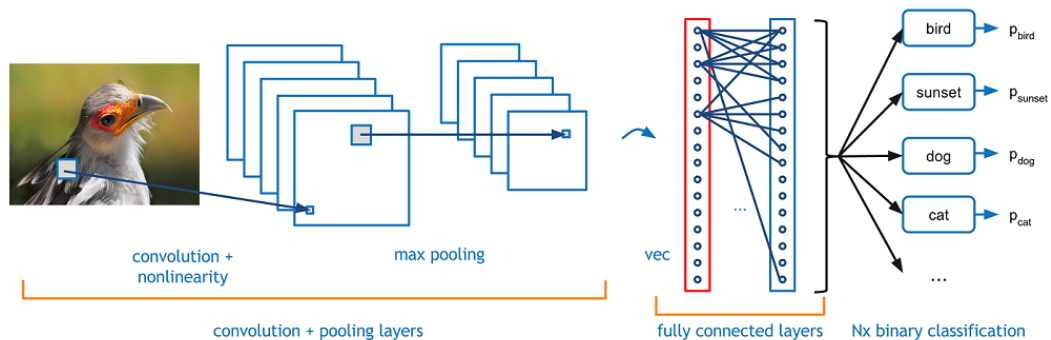 bird
p_bird
sunset
p_sunset
dog
p_dog
cat
p_cat
...
...
convolution +
nonlinearity
max pooling
vec
convolution + pooling layers
fully connected layers
Nx binary classification